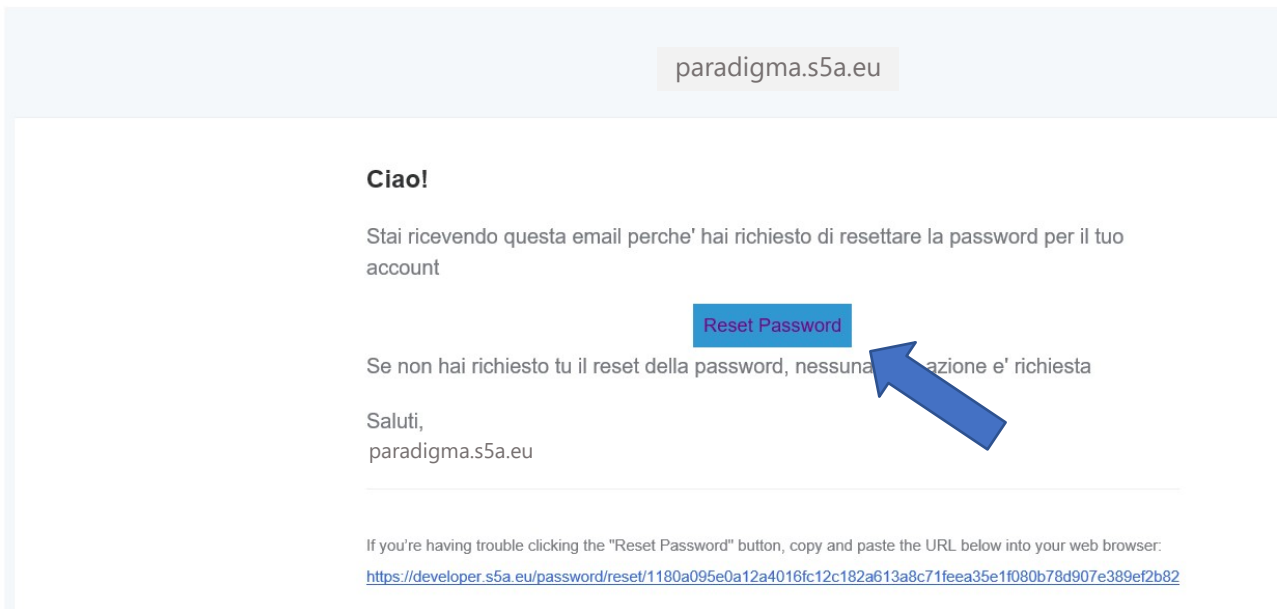 paradigma.s5a.eu
Ciao!
Stai ricevendo questa email perche' hai richiesto di resettare la password per il tuo
account
Reset Password
Se non hai richiesto tu il reset della password, nessuna azione e' richiesta
Saluti,
paradigma.s5a.eu
If you're having trouble clicking the "Reset Password" button, copy and paste the URL below into your web browser:
https://developer.s5a.eu/password/reset/1180a095e0a12a4016fc12c182a613a8c71feea35e1f080b78d907e389ef2b82